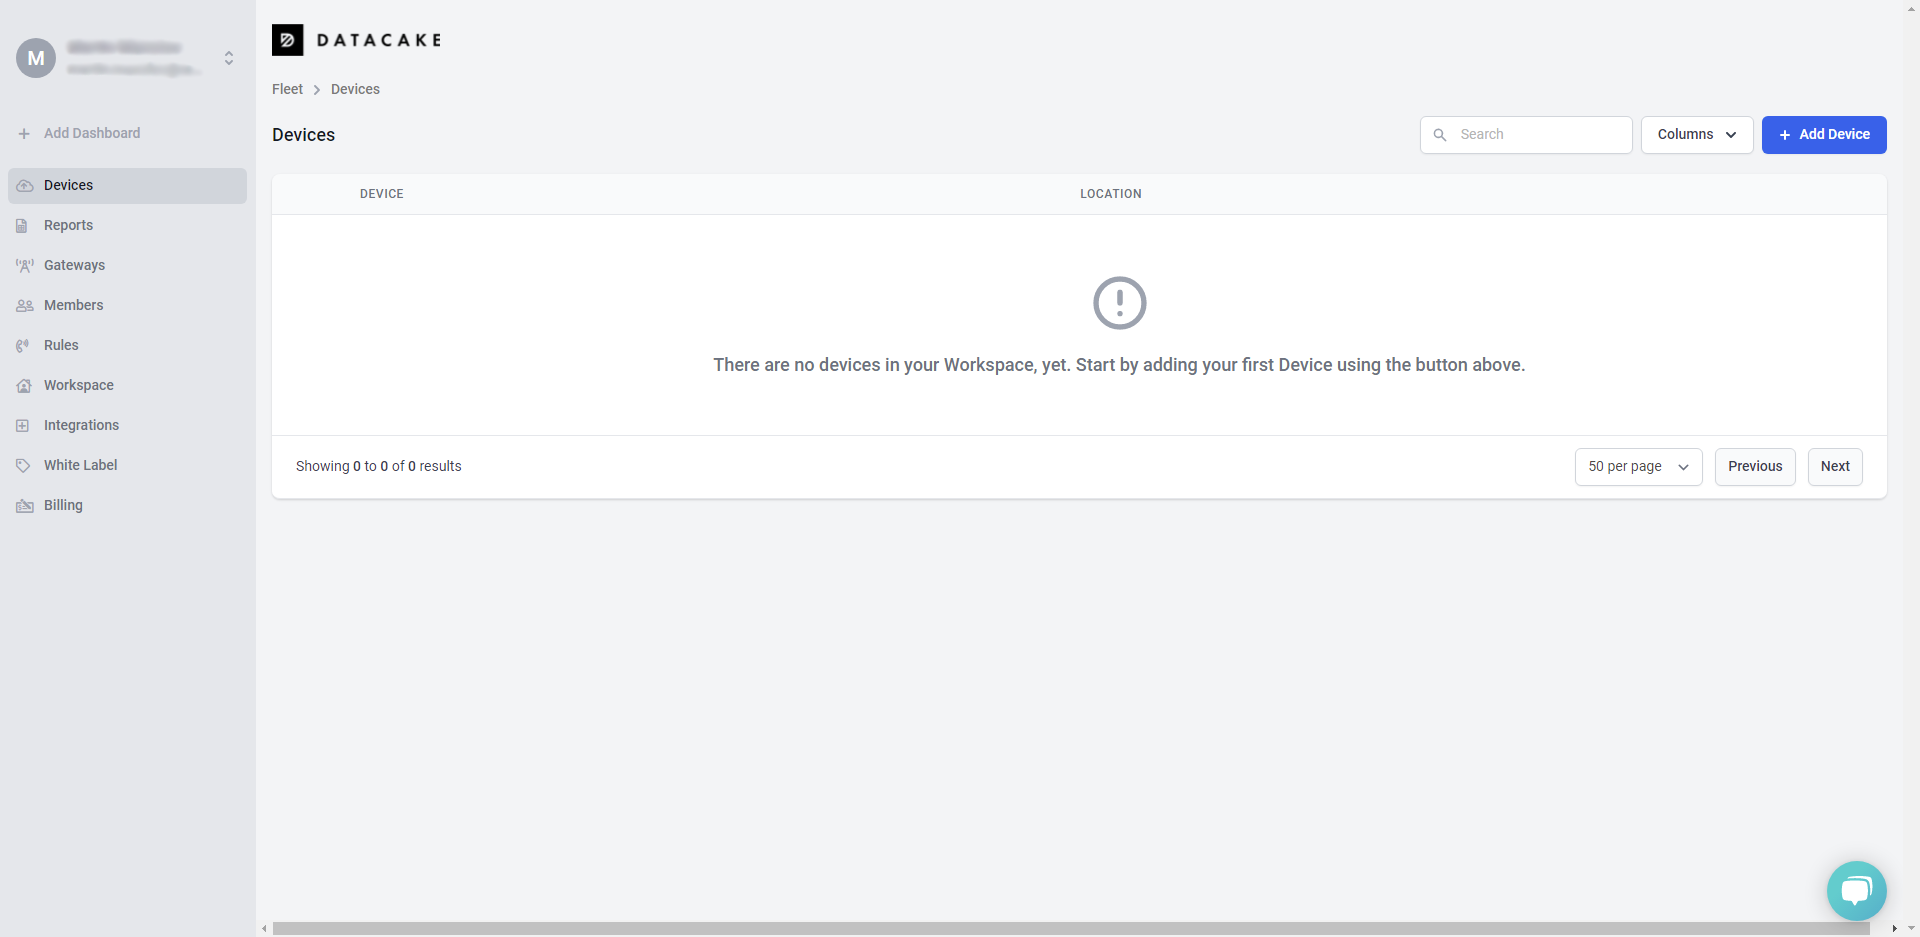 M
Add Dashboard
Devices
Reports
Gateways
Members
Rules
Workspace
Integrations
White Label
Billing
DATACAKE
Fleet > Devices
Devices
Search
Columns
+ Add Device
DEVICE LOCATION
There are no devices in your Workspace, yet. Start by adding your first Device using the button above.
Showing 0 to 0 of 0 results
50 per page
Previous
Next